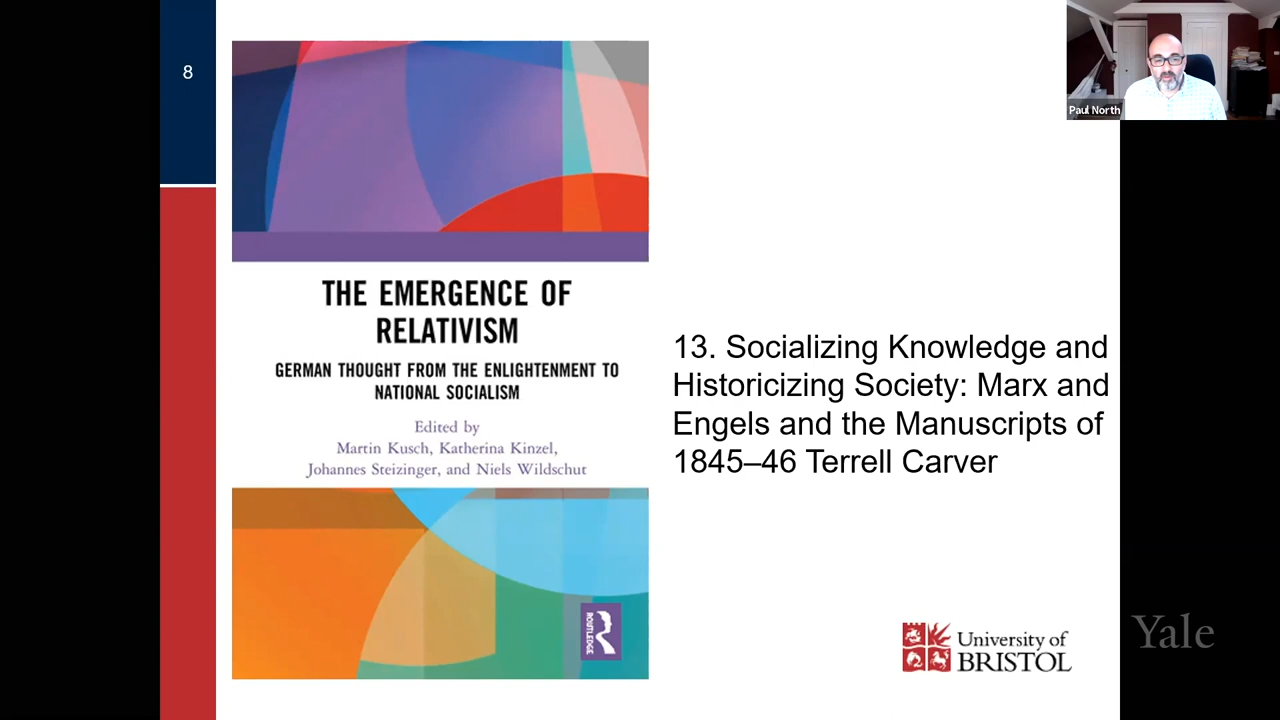 8
Paul North
THE EMERGENCE OF
RELATIVISM
GERMAN THOUGHT FROM THE ENLIGHTENMENT TO
NATIONAL SOCIALISM
Edited by
Martin Kusch, Katherina Kinzel,
Johannes Steizinger, and Niels Wildschut
ROUTLEDGE
13. Socializing Knowledge and
Historicizing Society: Marx and
Engels and the Manuscripts of
1845–46 Terrell Carver
University of
BRISTOL
Yale